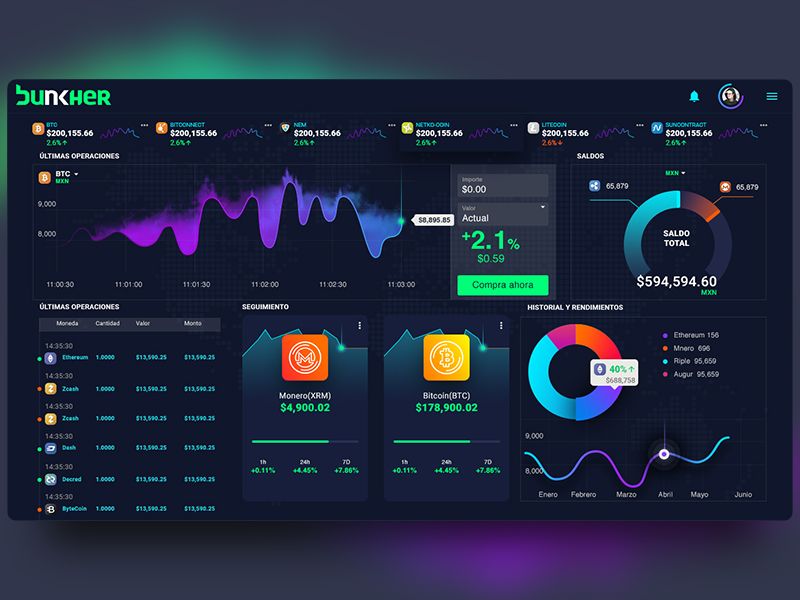 bunkher
BTC
$200,155.66
2.6%↑
BITCONNECT
$200,155.66
2.6%↑
NEM
$200,155.66
2.6%↑
NETKO-COIN
$200,155.66
2.6%↑
LITEDOIN
$200,155.66
2.6%↓
SUNCONTRACT
$200,155.66
2.6%↑
ÚLTIMAS OPERACIONES
BTC
MXN
9,000
8,000
$8,895.85
11:00:30
11:01:00
11:01:30
11:02:00
11:02:30
11:03:00
Importe
$0.00
Valor
Actual
+2.1%
$0.59
Compra ahora
SALDOS
MXN
65,879
65,879
SALDO
TOTAL
$594,594.60
MXN
ÚLTIMAS OPERACIONES
Moneda Cantidad Valor Monto
14:35:30
Ethereum 1.0000 $13,590.25 $13,590.25
14:35:30
Zcash 1.0000 $13,590.25 $13,590.25
14:35:30
Zcash 1.0000 $13,590.25 $13,590.25
14:35:30
Dash 1.0000 $13,590.25 $13,590.25
14:35:30
Decred 1.0000 $13,590.25 $13,590.25
14:35:30
ByteCoin 1.0000 $13,590.25 $13,590.25
SEGUIMIENTO
Monero(XRM)
$4,900.02
1h 24h 7D
+0.11% +4.45% +7.86%
Bitcoin(BTC)
$178,900.02
1h 24h 7D
+0.11% +4.45% +7.86%
HISTORIAL Y RENDIMIENTOS
40%↑
$688,758
Ethereum 156
Mnero 696
Riple 95,659
Augur 95,659
9,000
8,000
Enero Febrero Marzo Abril Mayo Junio